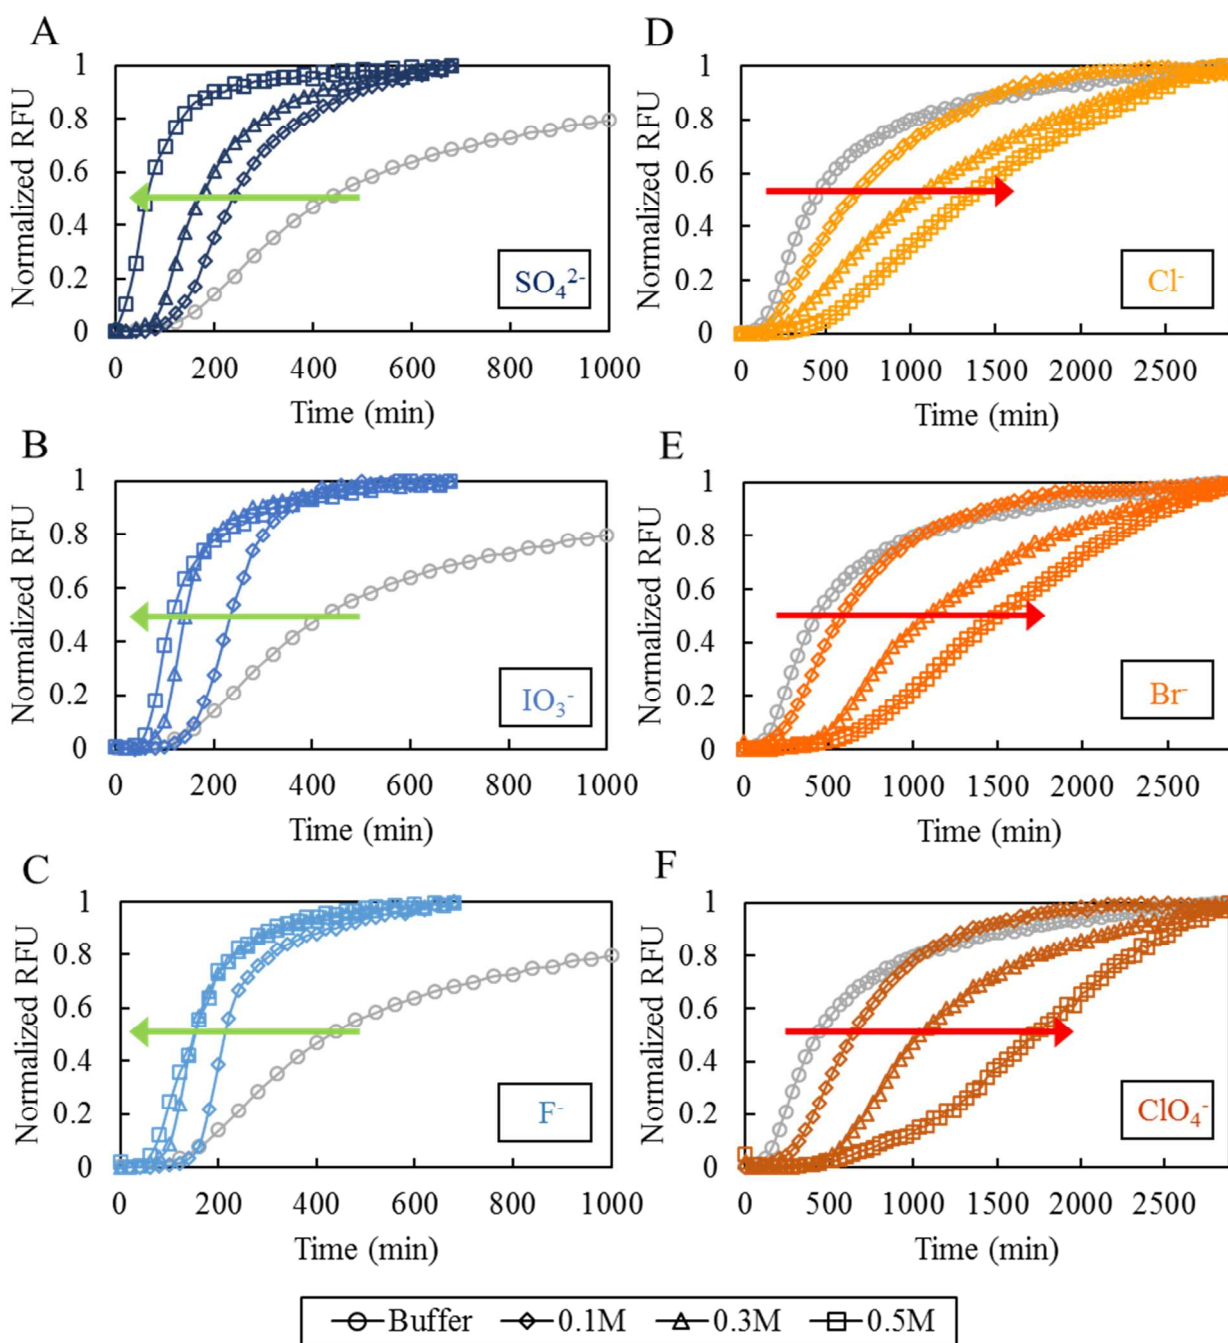 A
Normalized RFU
1
0.8
0.6
0.4
0.2
0
SO₄²⁻
0 200 400 600 800 1000
Time (min)
D
Normalized RFU
1
0.8
0.6
0.4
0.2
0
Cl⁻
0 500 1000 1500 2000 2500
Time (min)
B
Normalized RFU
1
0.8
0.6
0.4
0.2
0
IO₃⁻
0 200 400 600 800 1000
Time (min)
E
Normalized RFU
1
0.8
0.6
0.4
0.2
0
Br⁻
0 500 1000 1500 2000 2500
Time (min)
C
Normalized RFU
1
0.8
0.6
0.4
0.2
0
F⁻
0 200 400 600 800 1000
Time (min)
F
Normalized RFU
1
0.8
0.6
0.4
0.2
0
ClO₄⁻
0 500 1000 1500 2000 2500
Time (min)
Buffer 0.1M 0.3M 0.5M